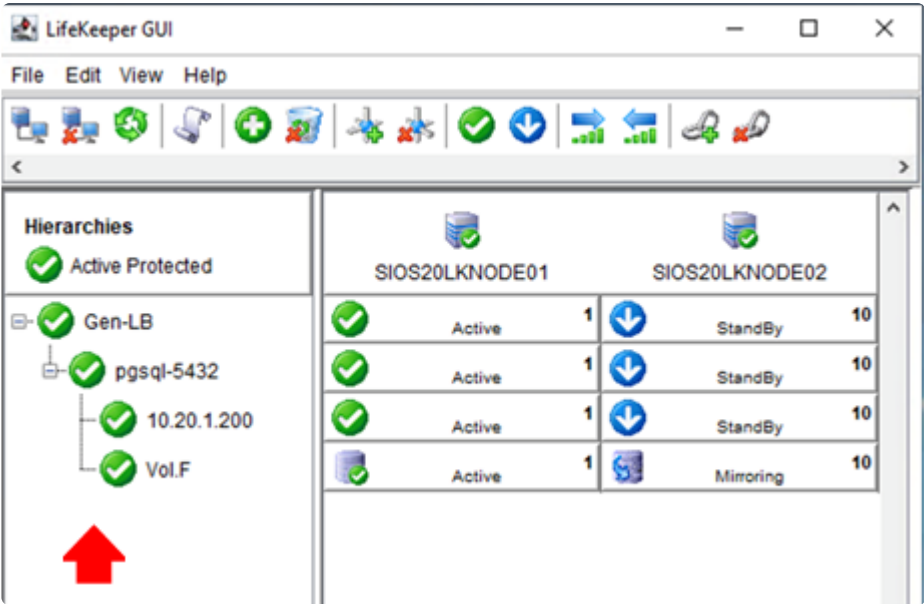 LifeKeeper GUI
File Edit View Help
Hierarchies
Active Protected
SIOS20LKNODE01 SIOS20LKNODE02
Gen-LB Active 1 StandBy 10
pgsql-5432 Active 1 StandBy 10
10.20.1.200 Active 1 StandBy 10
Vol.F Active 1 Mirroring 10